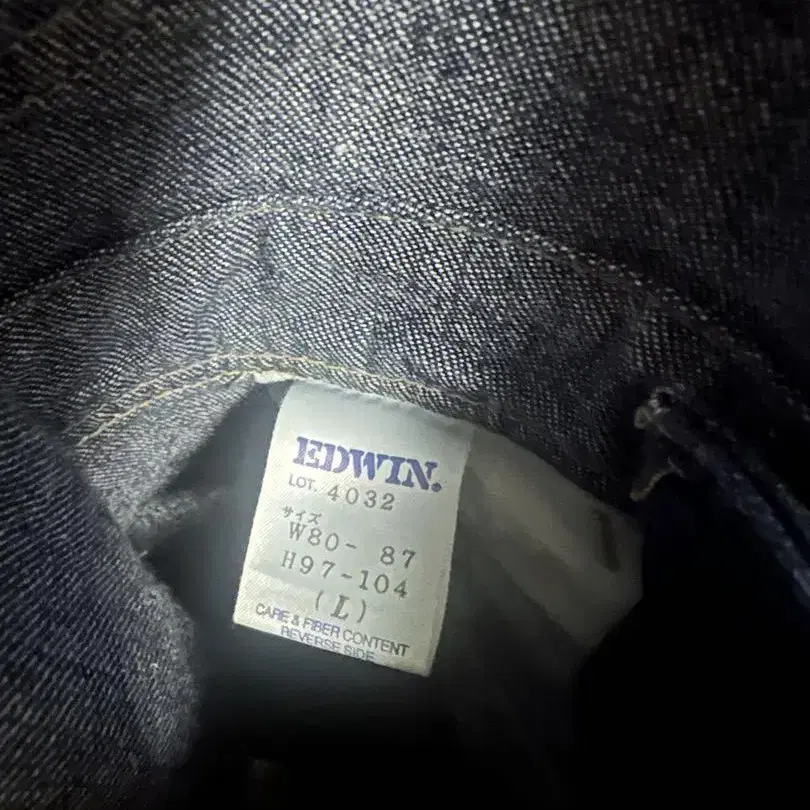 EDWIN.
LOT. 4032
サイズ
W80- 87
H97-104
(L)
CARE & FIBER CONTENT
REVERSE SIDE